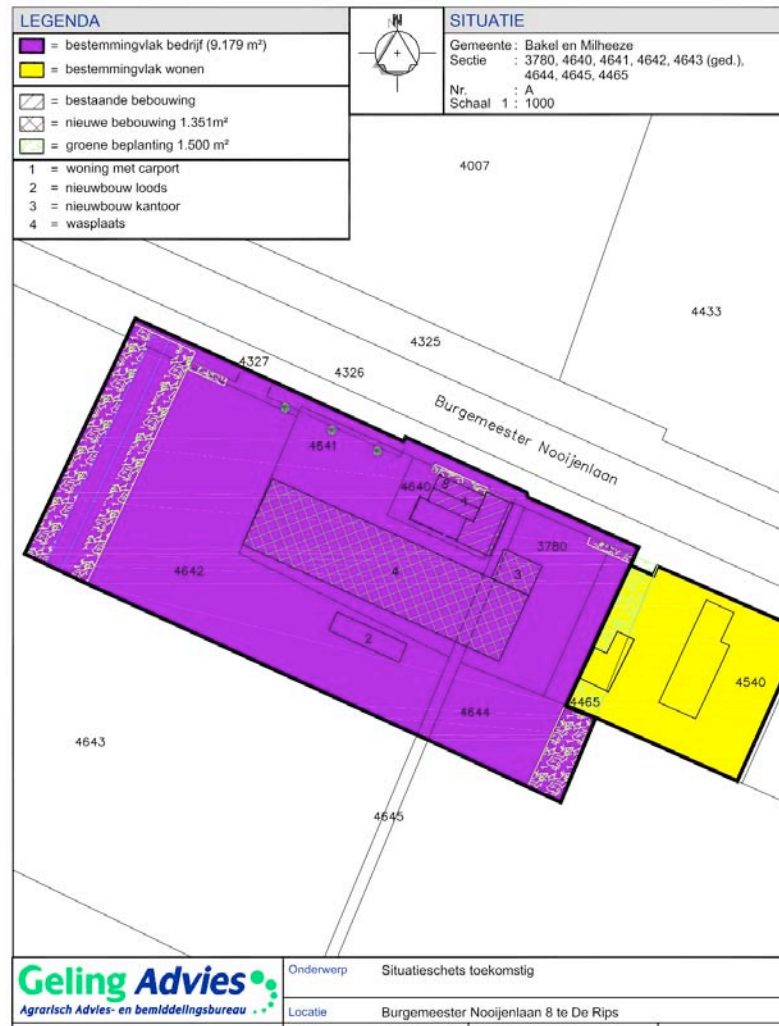 LEGENDA
= bestemmingvlak bedrijf (9.179 m²)
= bestemmingvlak wonen
= bestaande bebouwing
= nieuwe bebouwing 1.351m²
= groene beplanting 1.500 m²
1 = woning met carport
2 = nieuwbouw loods
3 = nieuwbouw kantoor
4 = wasplaats
N
SITUATIE
Gemeente : Bakel en Milheeze
Sectie : 3780, 4640, 4641, 4642, 4643 (ged.),
4644, 4645, 4465
Nr. : A
Schaal 1 : 1000
4007
4433
4325
4327
4326
Burgemeester Nooijenlaan
4641
4640
8
1
3780
3
4
4642
2
4540
4465
4644
4643
4645
Geling Advies
Agrarisch Advies- en bemiddelingsbureau
Onderwerp Situatieschets toekomstig
Locatie Burgemeester Nooijenlaan 8 te De Rips